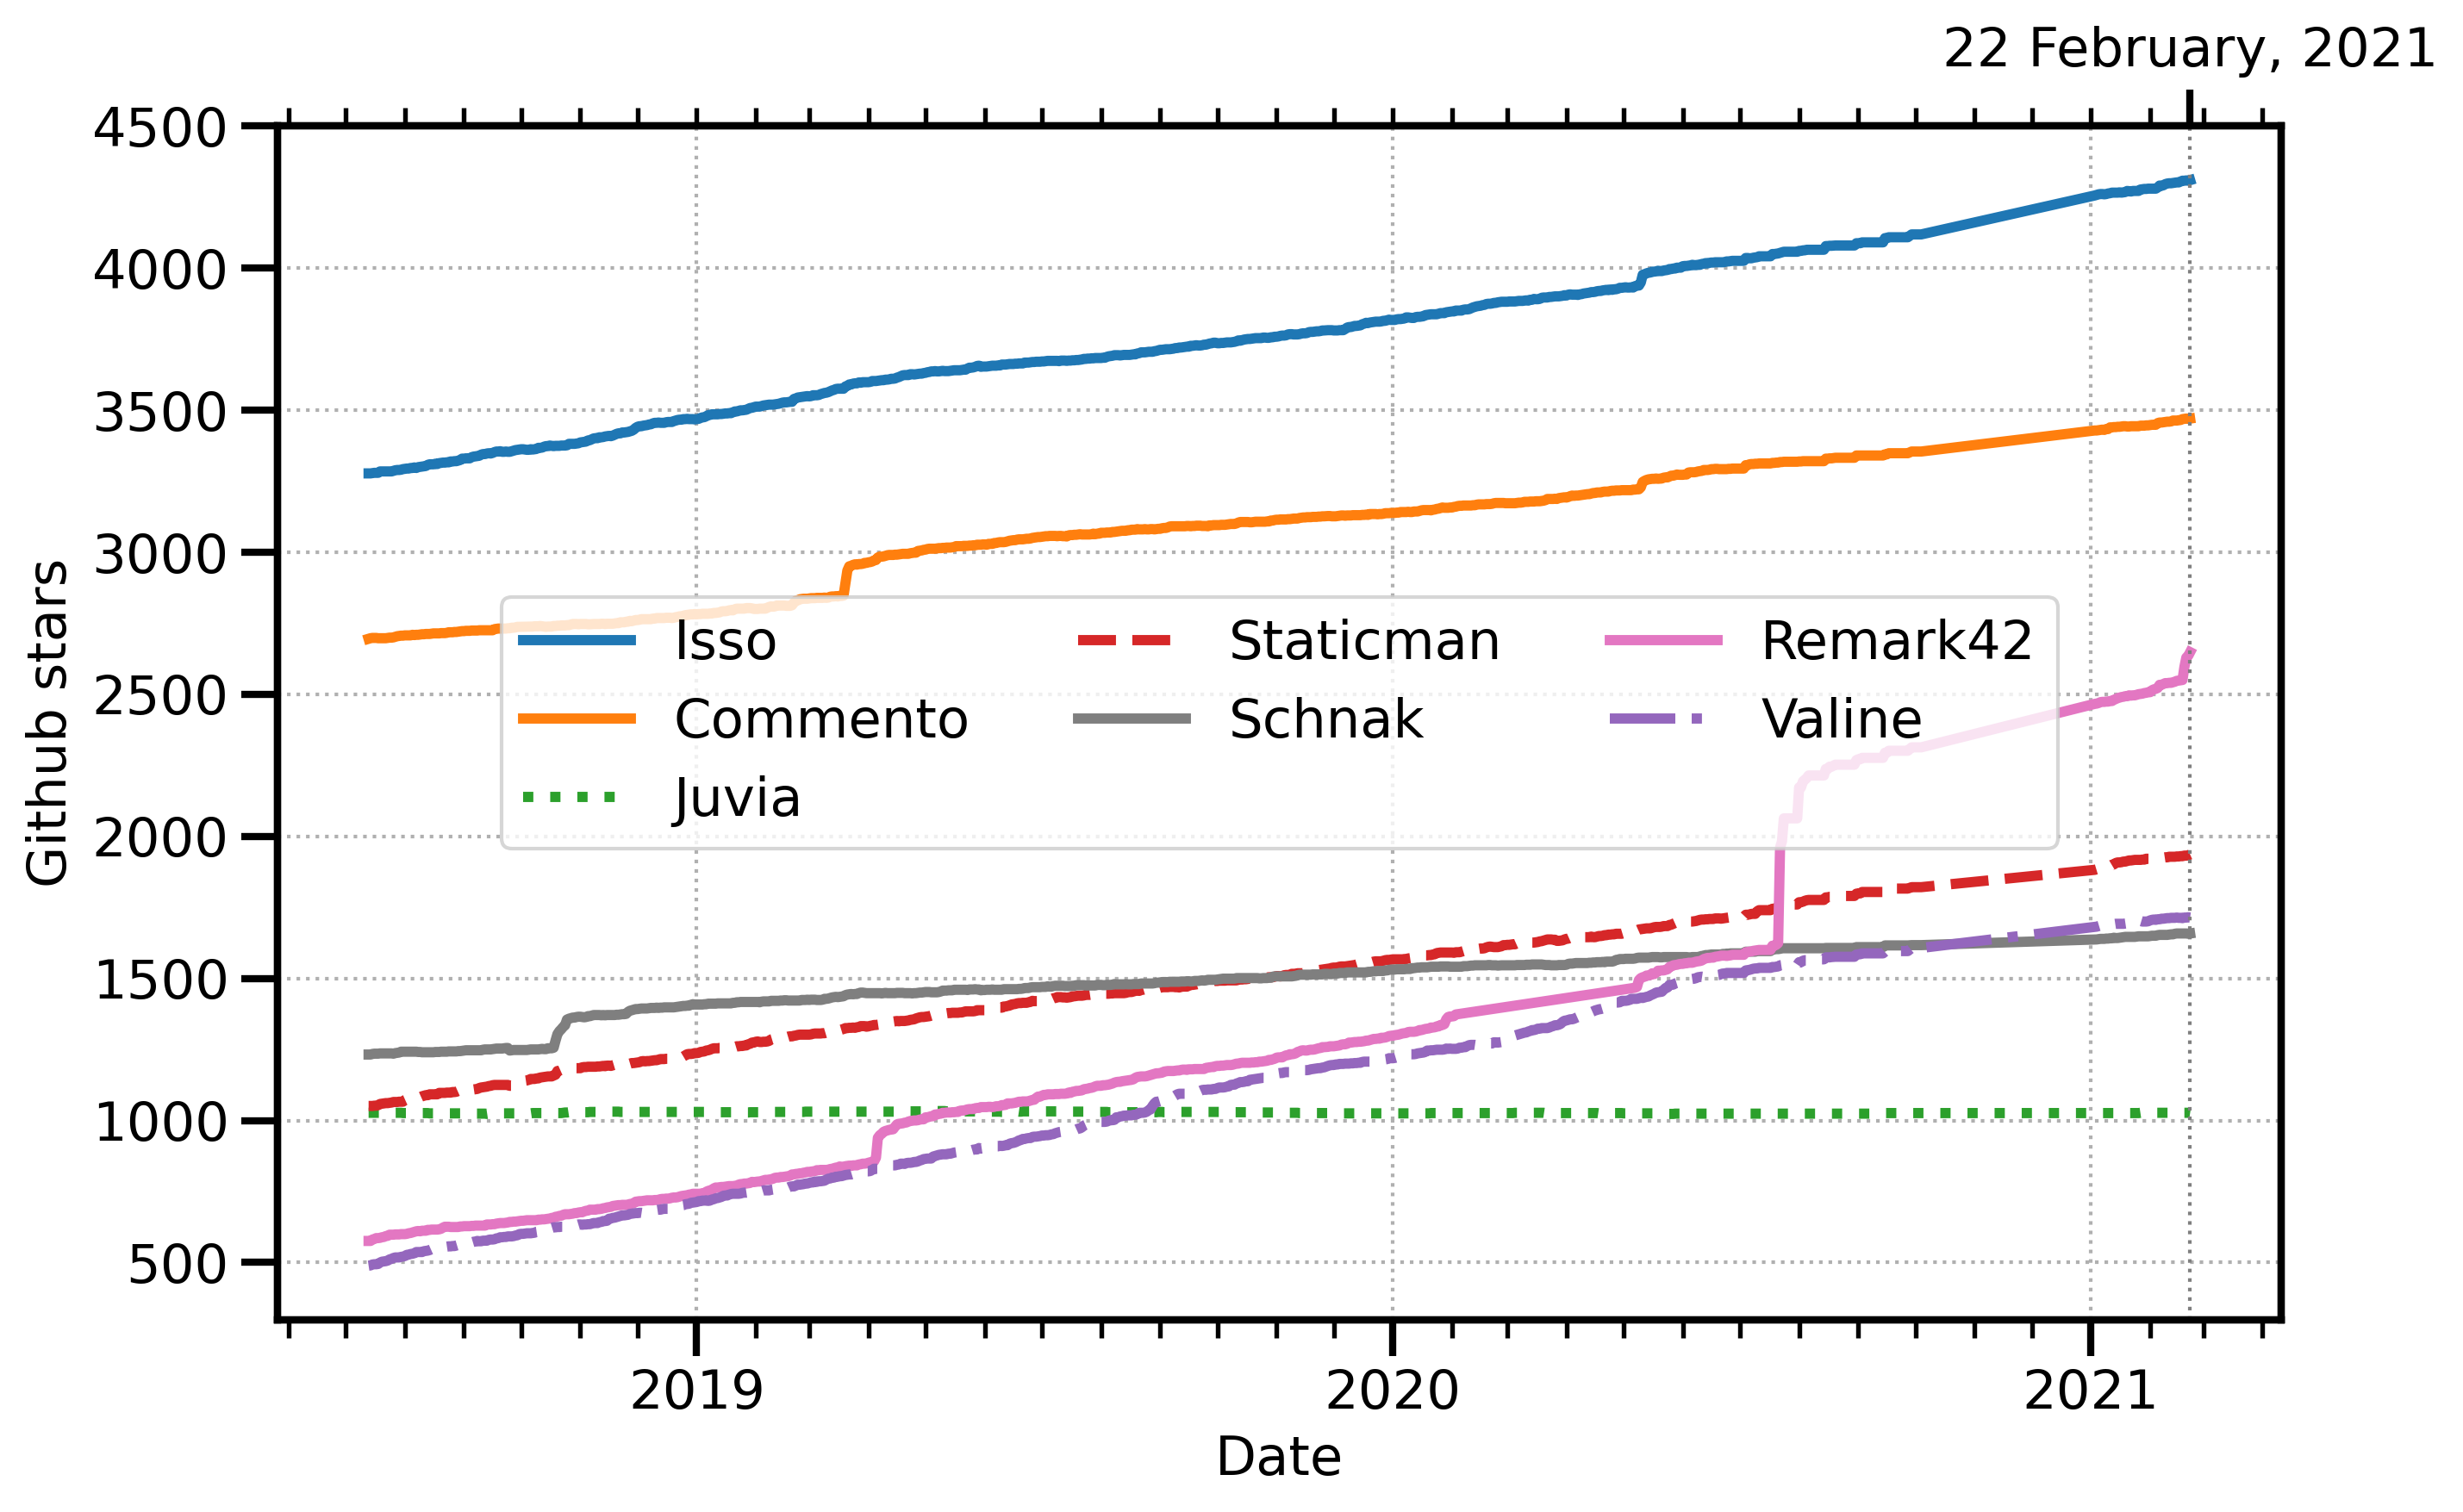 22 February, 2021
4500
4000
3500
3000
2500
2000
1500
1000
500
Github stars
Isso
Commento
Juvia
Staticman
Schnak
Remark42
Valine
2019
2020
2021
Date